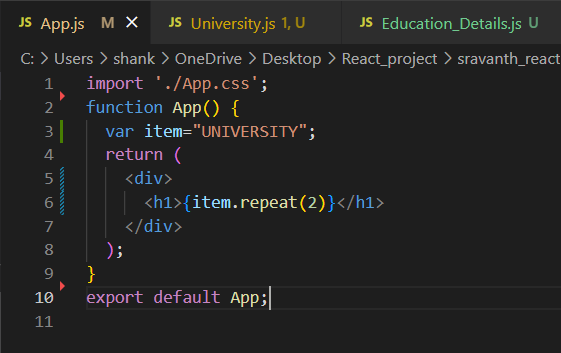 JS App.js M × JS University.js 1, U JS Education_Details.js U
C: > Users > shank > OneDrive > Desktop > React_project > sravanth_react
1 import './App.css';
2 function App() {
3 var item="UNIVERSITY";
4 return (
5 <div>
6 <h1>{item.repeat(2)}</h1>
7 </div>
8 );
9 }
10 export default App;
11